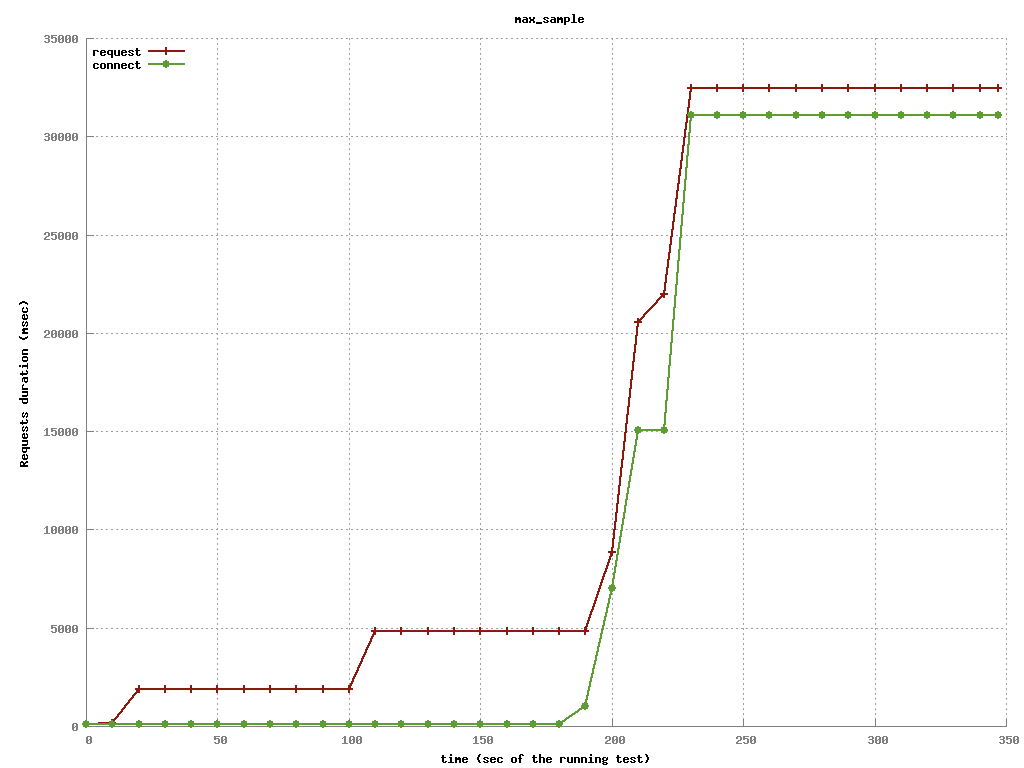 max_sample
35000
request
connect
30000
25000
Requests duration (msec)
20000
15000
10000
5000
0
0 50 100 150 200 250 300 350
time (sec of the running test)